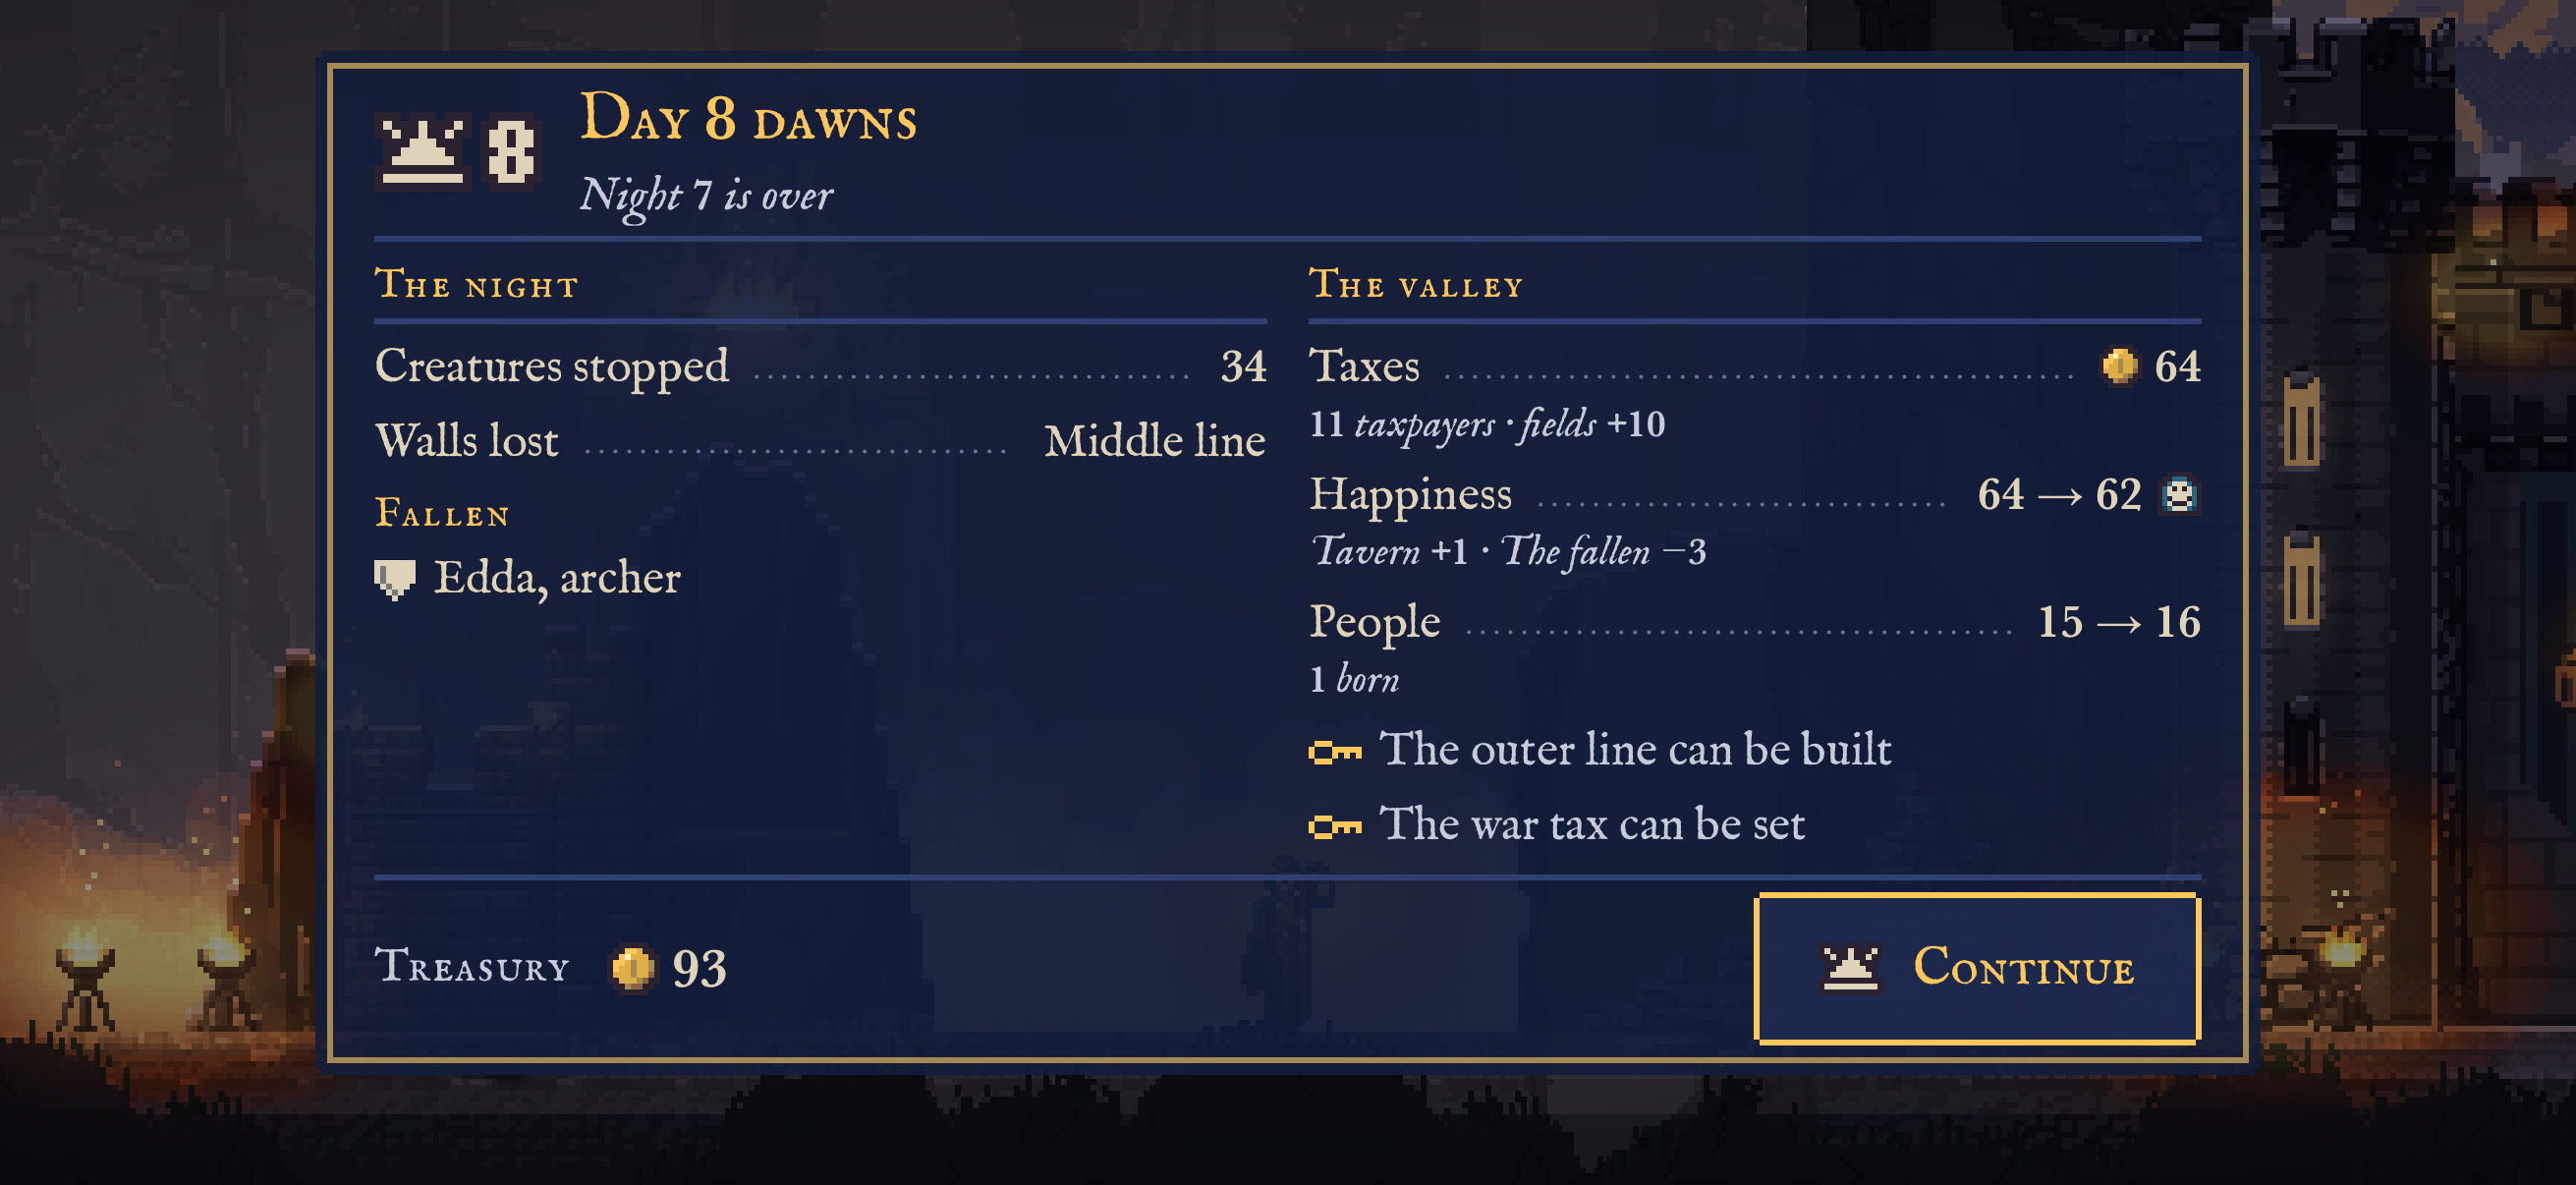 8
Day 8 dawns
Night 7 is over
The night
Creatures stopped 34
Walls lost Middle line
Fallen
Edda, archer
The valley
Taxes 64
11 taxpayers · fields +10
Happiness 64 → 62
Tavern +1 · The fallen −3
People 15 → 16
1 born
The outer line can be built
The war tax can be set
Treasury 93
Continue